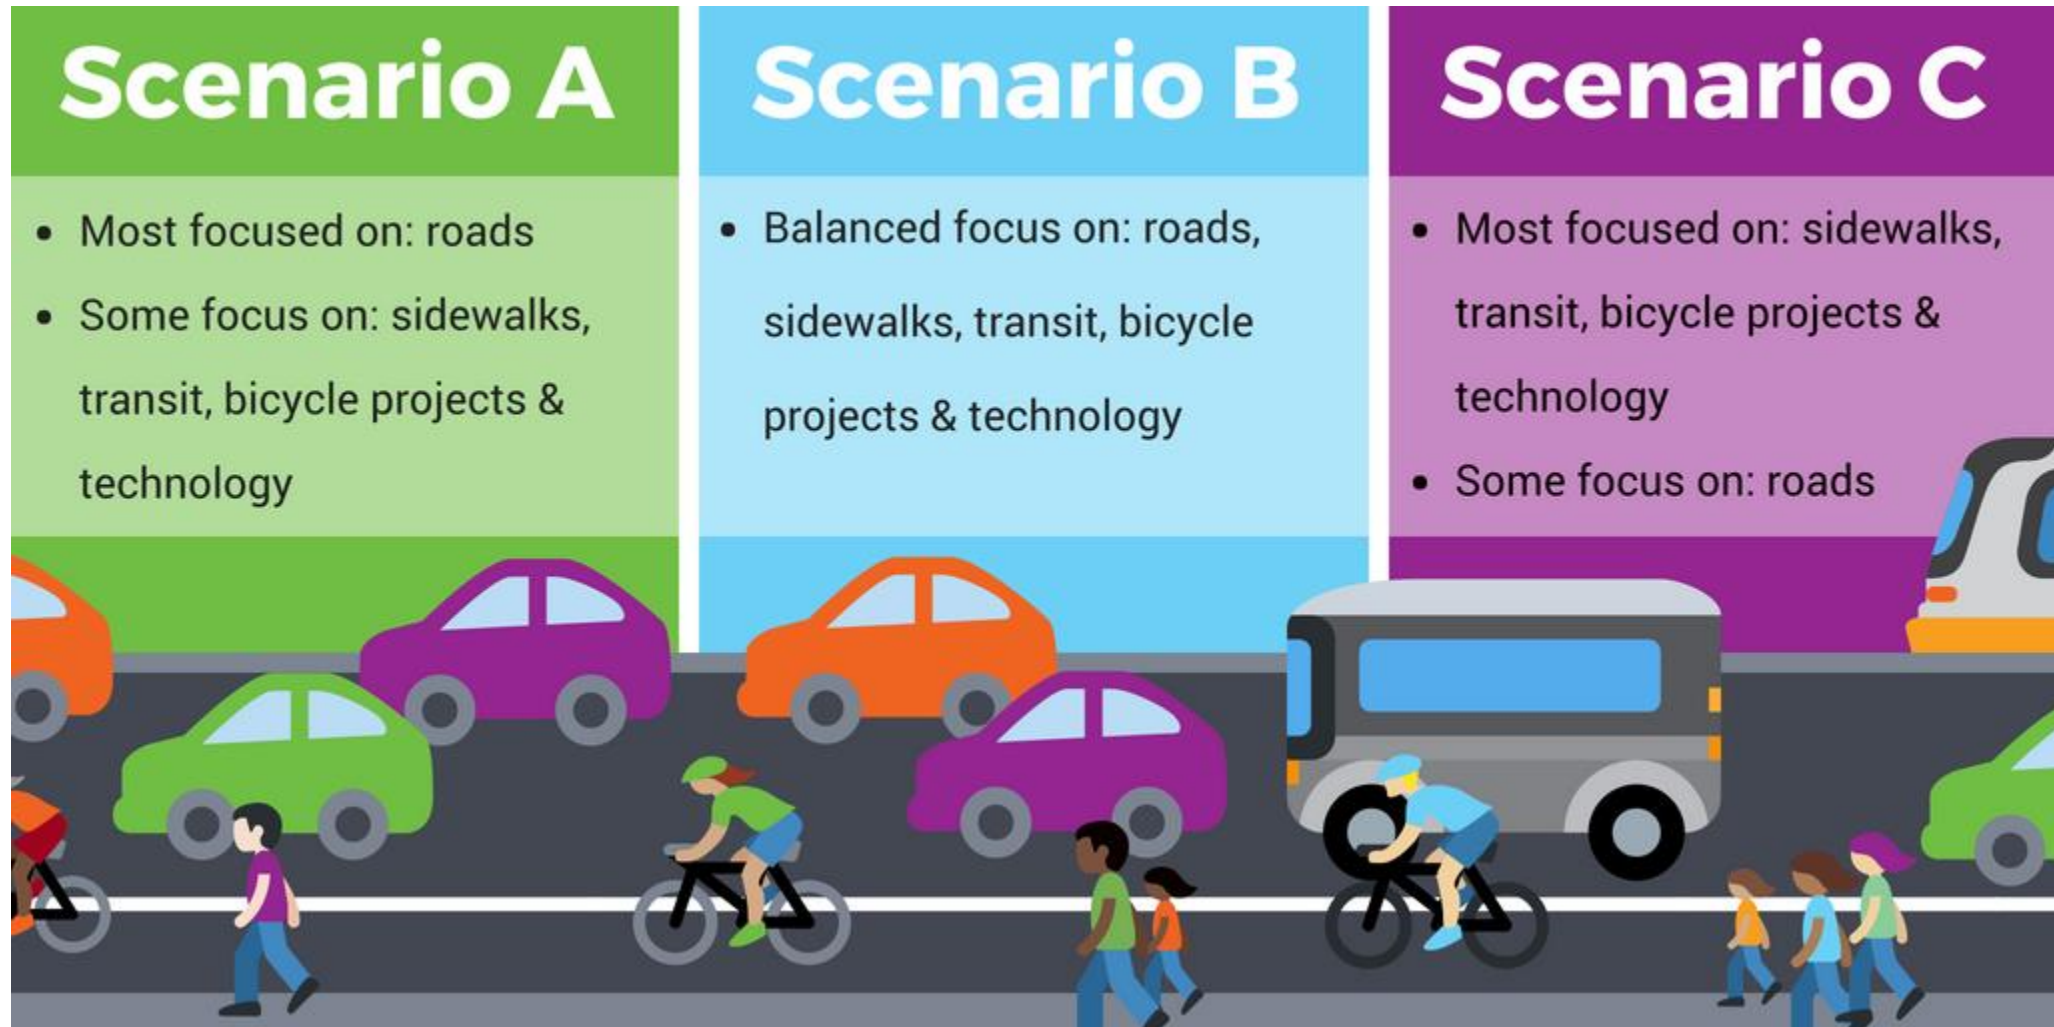 Scenario A
• Most focused on: roads
• Some focus on: sidewalks,
transit, bicycle projects &
technology
Scenario B
• Balanced focus on: roads,
sidewalks, transit, bicycle
projects & technology
Scenario C
• Most focused on: sidewalks,
transit, bicycle projects &
technology
• Some focus on: roads